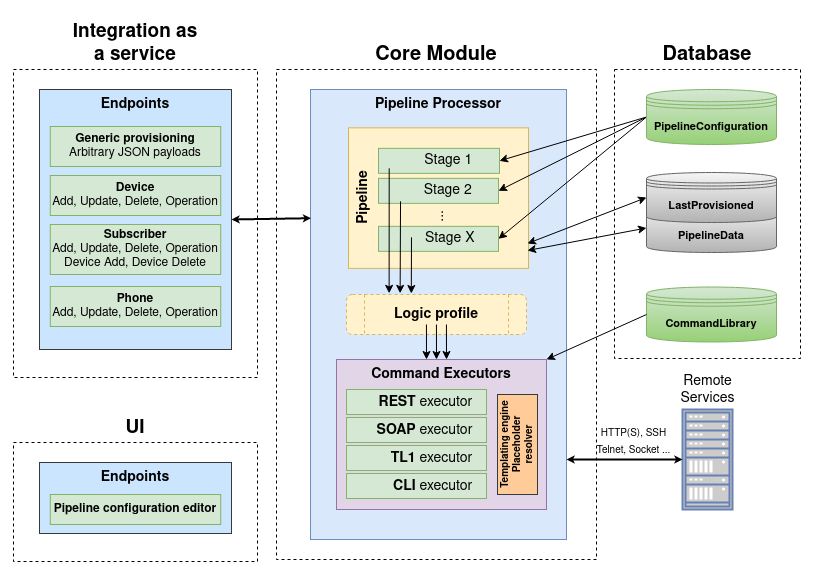 Integration as
a service
Endpoints
Generic provisioning
Arbitrary JSON payloads
Device
Add, Update, Delete, Operation
Subscriber
Add, Update, Delete, Operation
Device Add, Device Delete
Phone
Add, Update, Delete, Operation
UI
Endpoints
Pipeline configuration editor
Core Module
Pipeline Processor
Pipeline
Stage 1
Stage 2
...
Stage X
Logic profile
Command Executors
REST executor
SOAP executor
TL1 executor
CLI executor
Templating engine
Placeholder
resolver
Database
PipelineConfiguration
LastProvisioned
PipelineData
CommandLibrary
Remote
Services
HTTP(S), SSH
Telnet, Socket ...